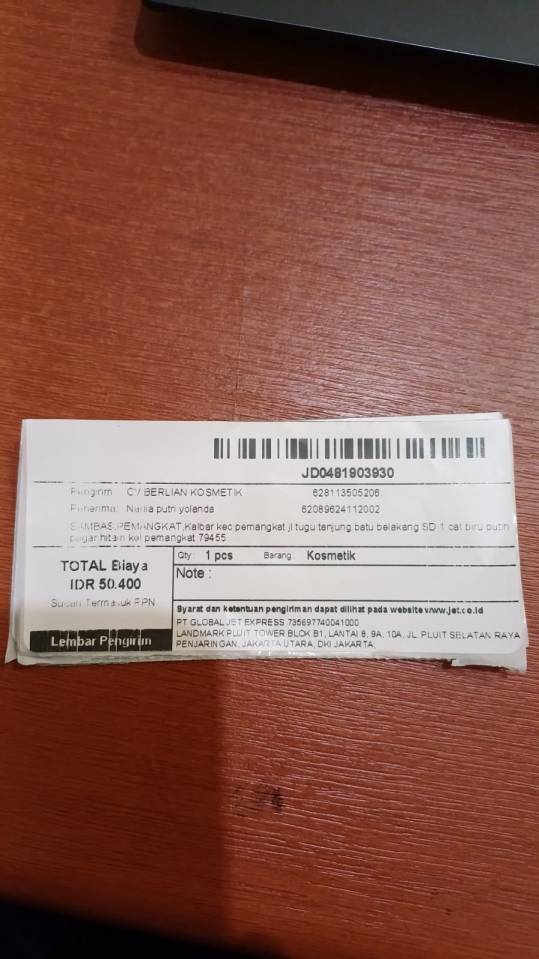 JD0481903930
Pengirim CV BERLIAN KOSMETIK 628113505206
Penerima putri yolanda 62089624112002
SAMBAS,PEMANGKAT,Kalbar kec pemangkat jl tugu tanjung batu belakang SD 1 cat biru putih
pagar hitam kel pemangkat 79455
TOTAL Biaya
IDR 50.400
Sudah Termasuk PPN
Lembar Pengirim
Qty 1 pcs Barang Kosmetik
Note :
Syarat dan ketentuan pengiriman dapat dilihat pada website www.jet.co.id
PT GLOBAL JET EXPRESS 735697740041000
LANDMARK PLUIT TOWER BLOK B1, LANTAI 8, 9A, 10A, JL. PLUIT SELATAN RAYA
PENJARINGAN, JAKARTA UTARA, DKI JAKARTA,